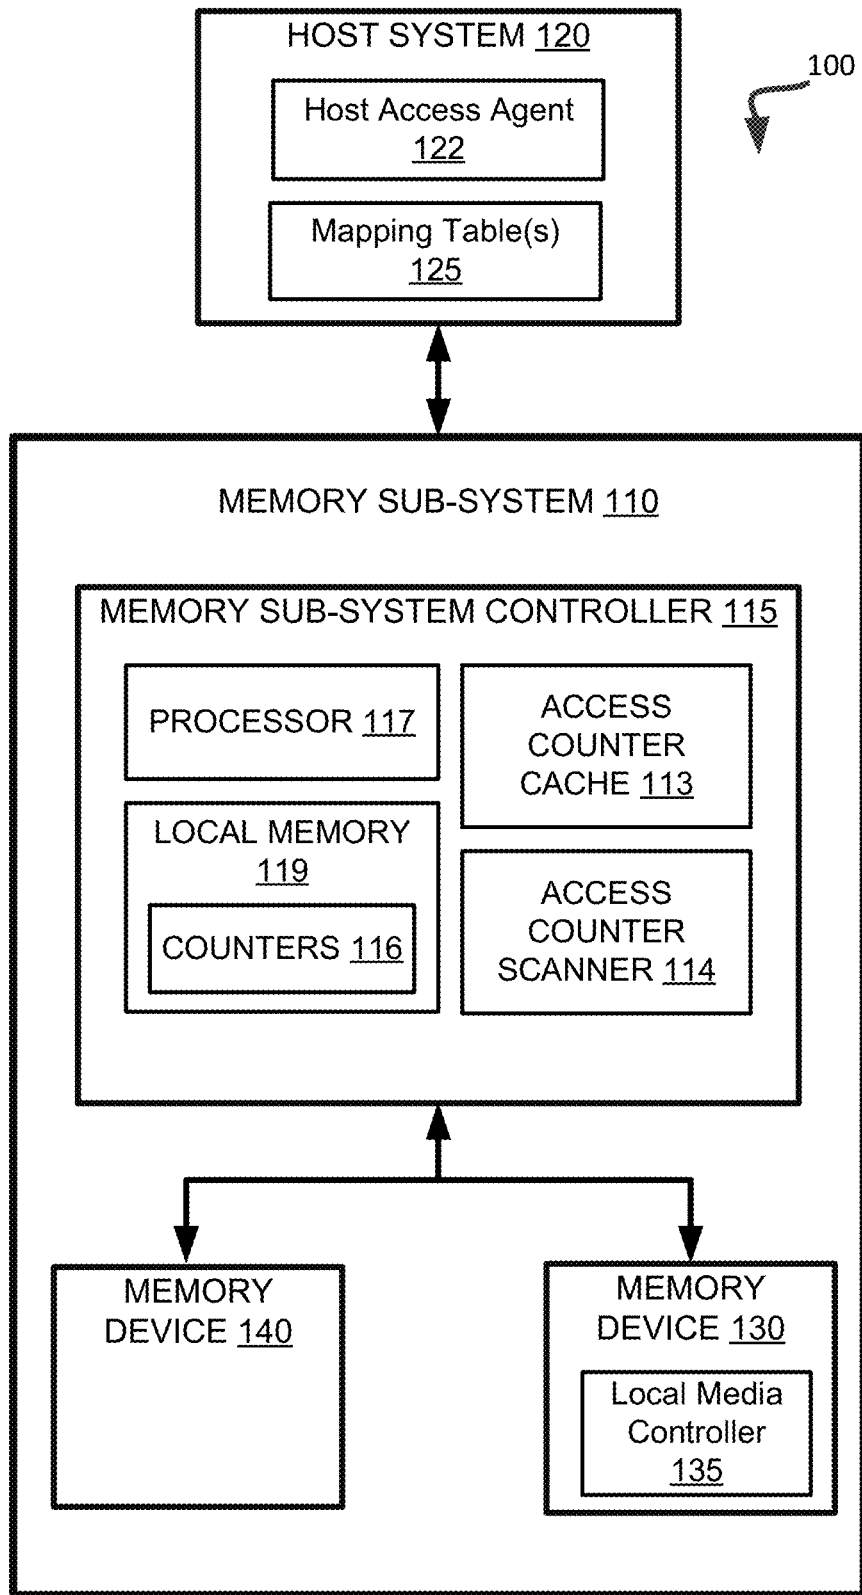 HOST SYSTEM 120
100
Host Access Agent
122
Mapping Table(s)
125
MEMORY SUB-SYSTEM 110
MEMORY SUB-SYSTEM CONTROLLER 115
PROCESSOR 117
ACCESS
COUNTER
CACHE 113
LOCAL MEMORY
119
COUNTERS 116
ACCESS
COUNTER
SCANNER 114
MEMORY
DEVICE 140
MEMORY
DEVICE 130
Local Media
Controller
135